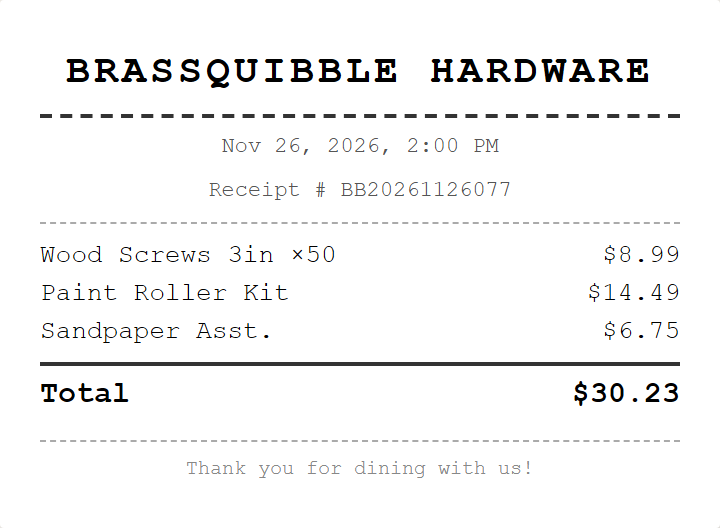 BRASSQUIBBLE HARDWARE
Nov 26, 2026, 2:00 PM
Receipt # BB20261126077
Wood Screws 3in ×50 $8.99
Paint Roller Kit $14.49
Sandpaper Asst. $6.75
Total $30.23
Thank you for dining with us!